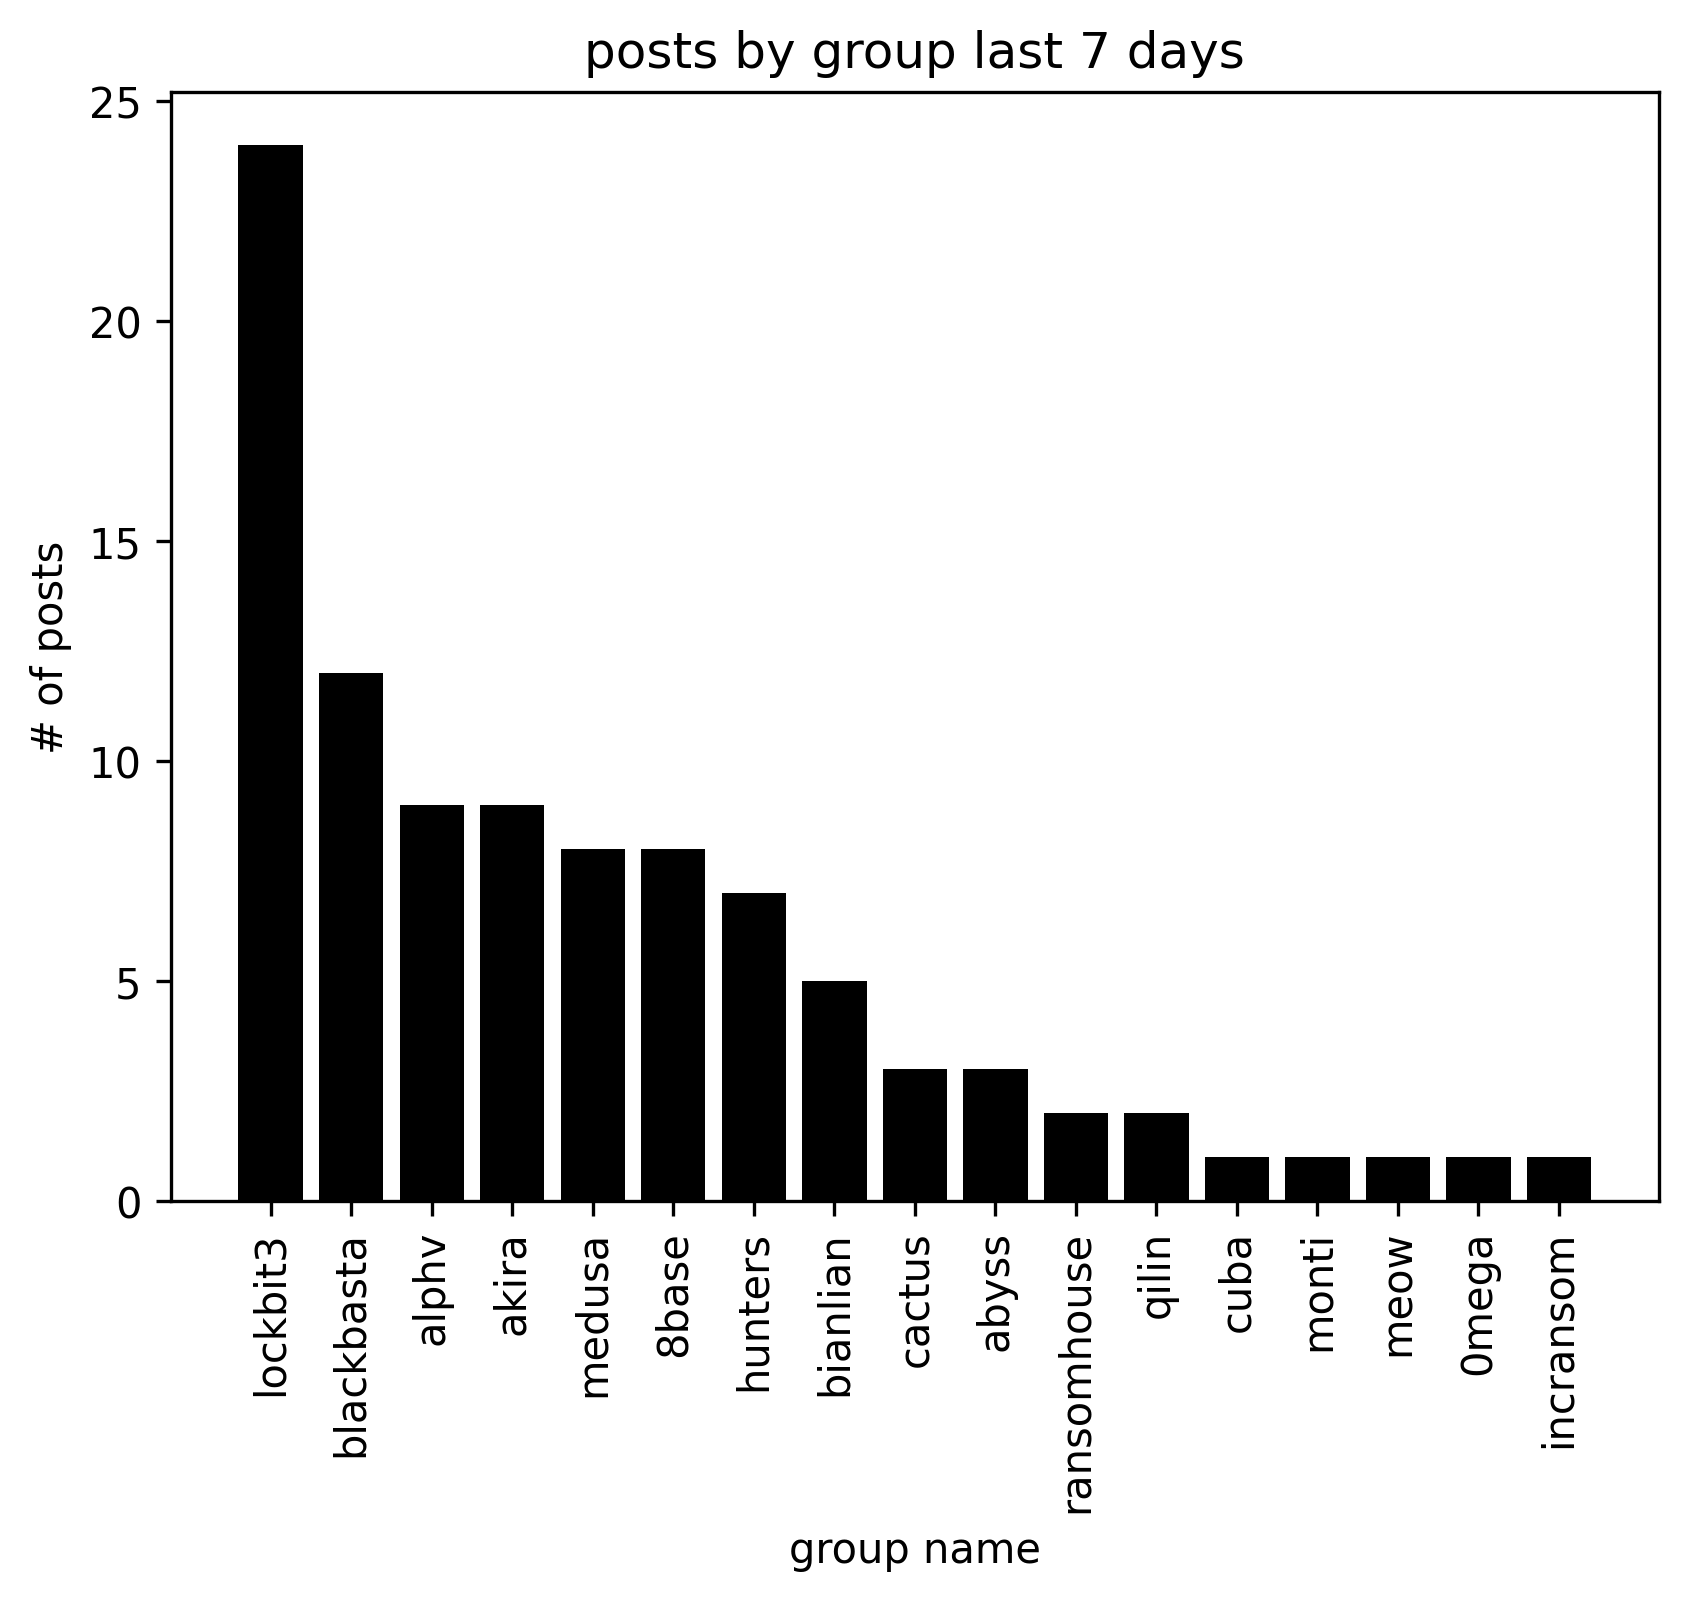 posts by group last 7 days
25
20
15
10
5
0
# of posts
lockbit3
blackbasta
alphv
akira
medusa
8base
hunters
bianlian
cactus
abyss
ransomhouse
qilin
cuba
monti
meow
0mega
incransom
group name